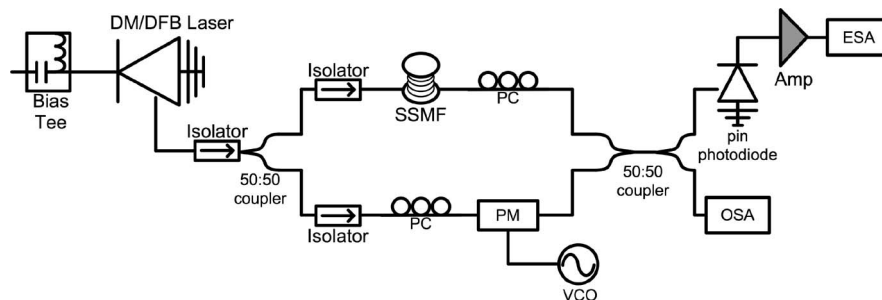 DM/DFB Laser
Bias
Tee
Isolator
50:50
coupler
Isolator
SSMF
PC
Isolator
PC
PM
VCO
50:50
coupler
pin
photodiode
Amp
ESA
OSA